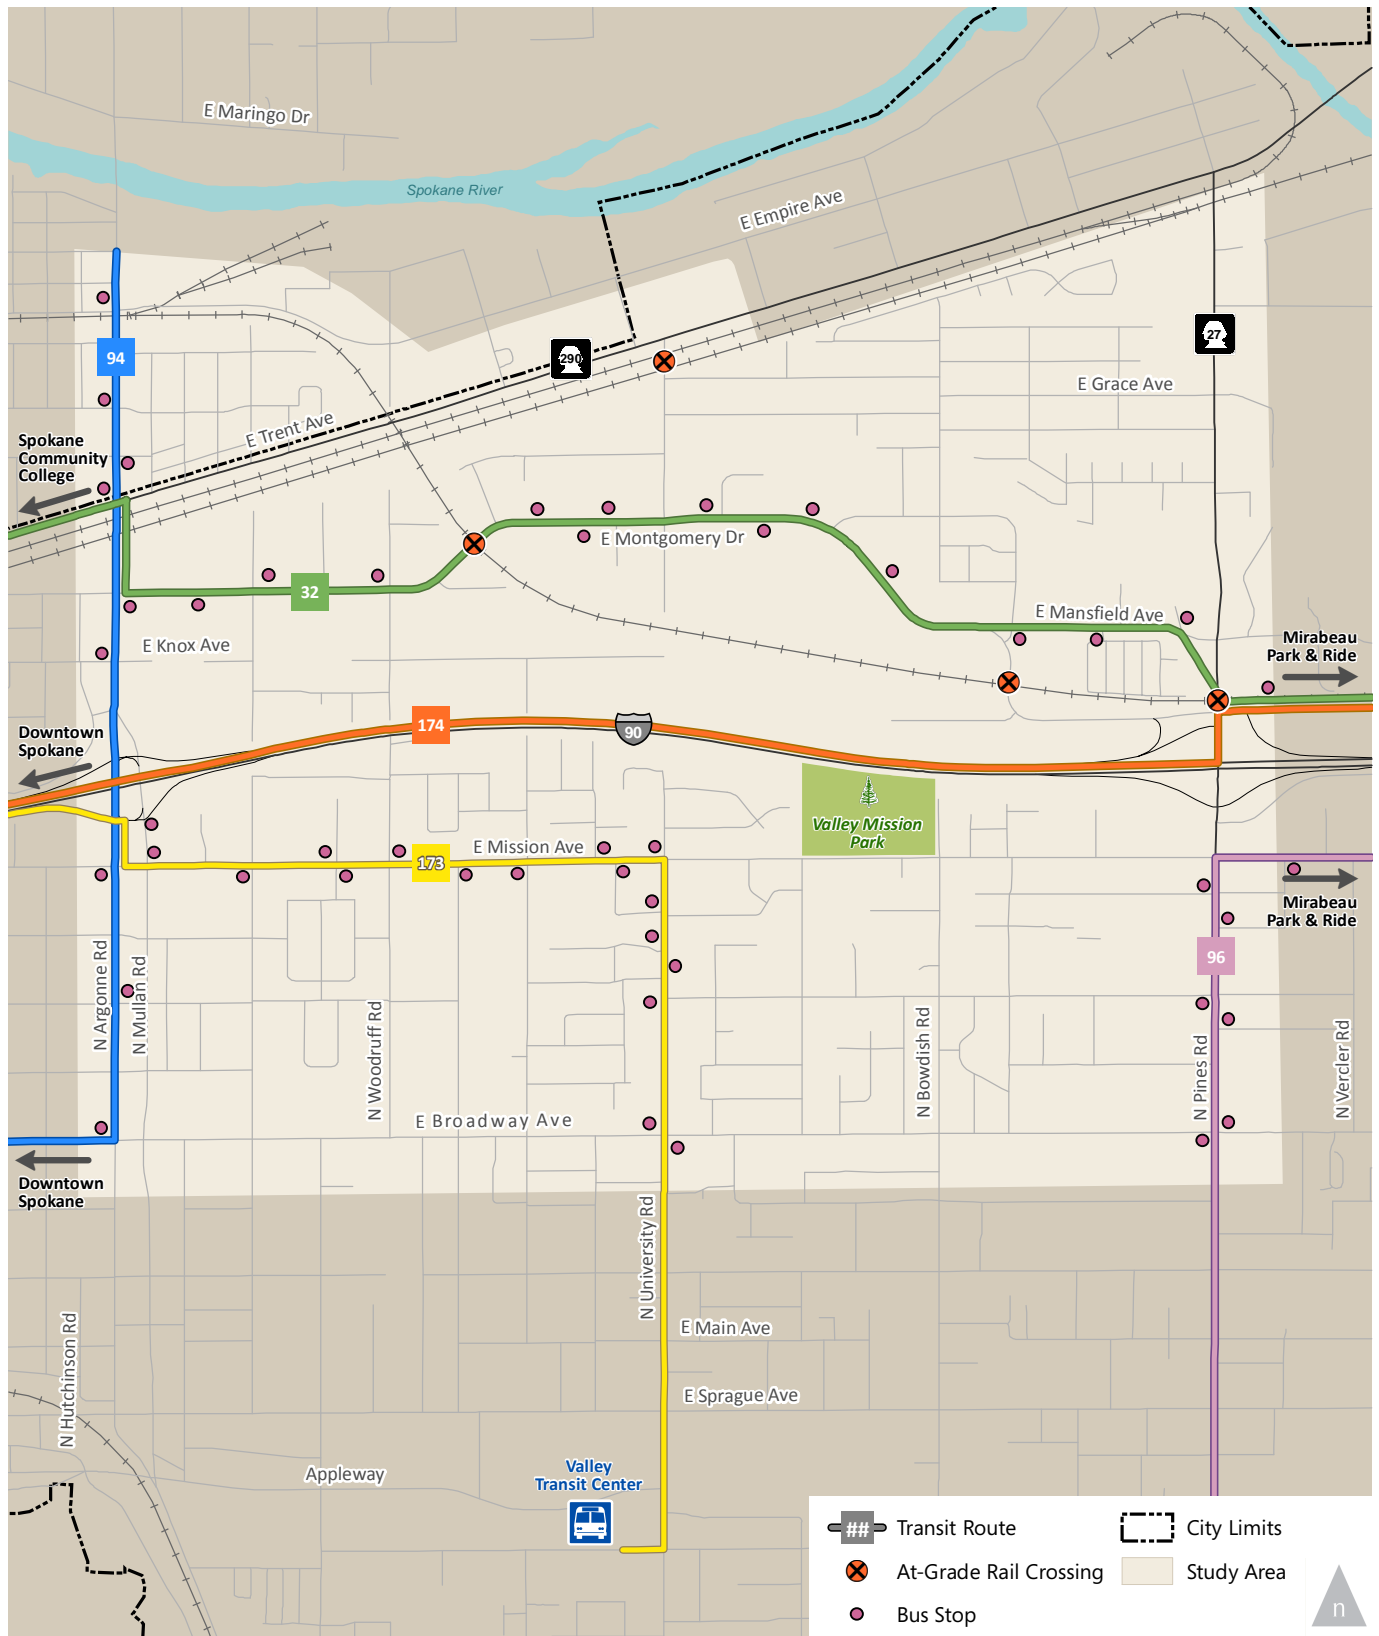 E Maringo Dr
Spokane River
E Empire Ave
27
94
290
E Grace Ave
E Trent Ave
Spokane
Community
College
E Montgomery Dr
32
E Mansfield Ave
E Knox Ave
Mirabeau
Park & Ride
174
90
Downtown
Spokane
Valley Mission
Park
E Mission Ave
173
Mirabeau
Park & Ride
96
N Argonne Rd
N Mullan Rd
N Woodruff Rd
N Bowdish Rd
N Pines Rd
N Vercler Rd
E Broadway Ave
Downtown
Spokane
N University Rd
E Main Ave
N Hutchinson Rd
E Sprague Ave
Appleway
Valley
Transit Center
## Transit Route
City Limits
At-Grade Rail Crossing
Study Area
Bus Stop
n